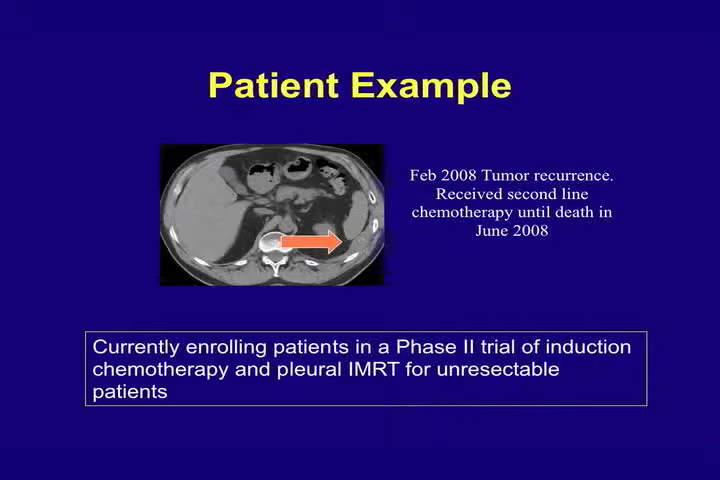 Patient Example
Feb 2008 Tumor recurrence.
Received second line
chemotherapy until death in
June 2008
Currently enrolling patients in a Phase II trial of induction
chemotherapy and pleural IMRT for unresectable
patients